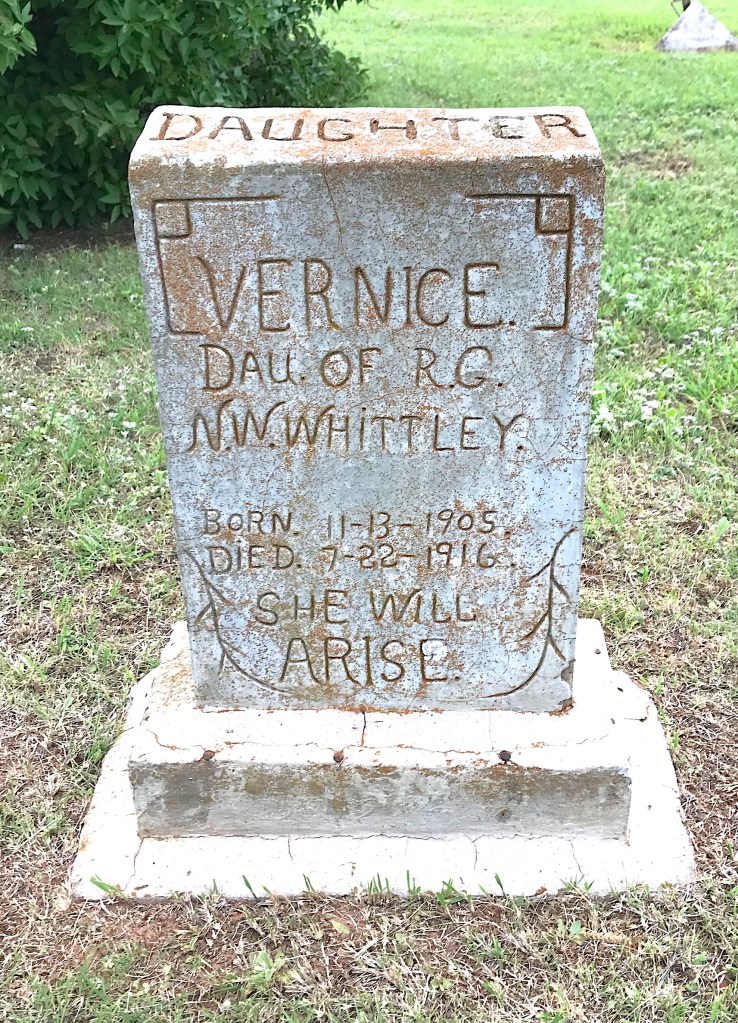 DAUGHTER
VERNICE.
DAU. OF R.G.
N.W. WHITTLEY.
BORN. 11-13-1905.
DIED. 7-22-1916.
SHE WILL
ARISE.